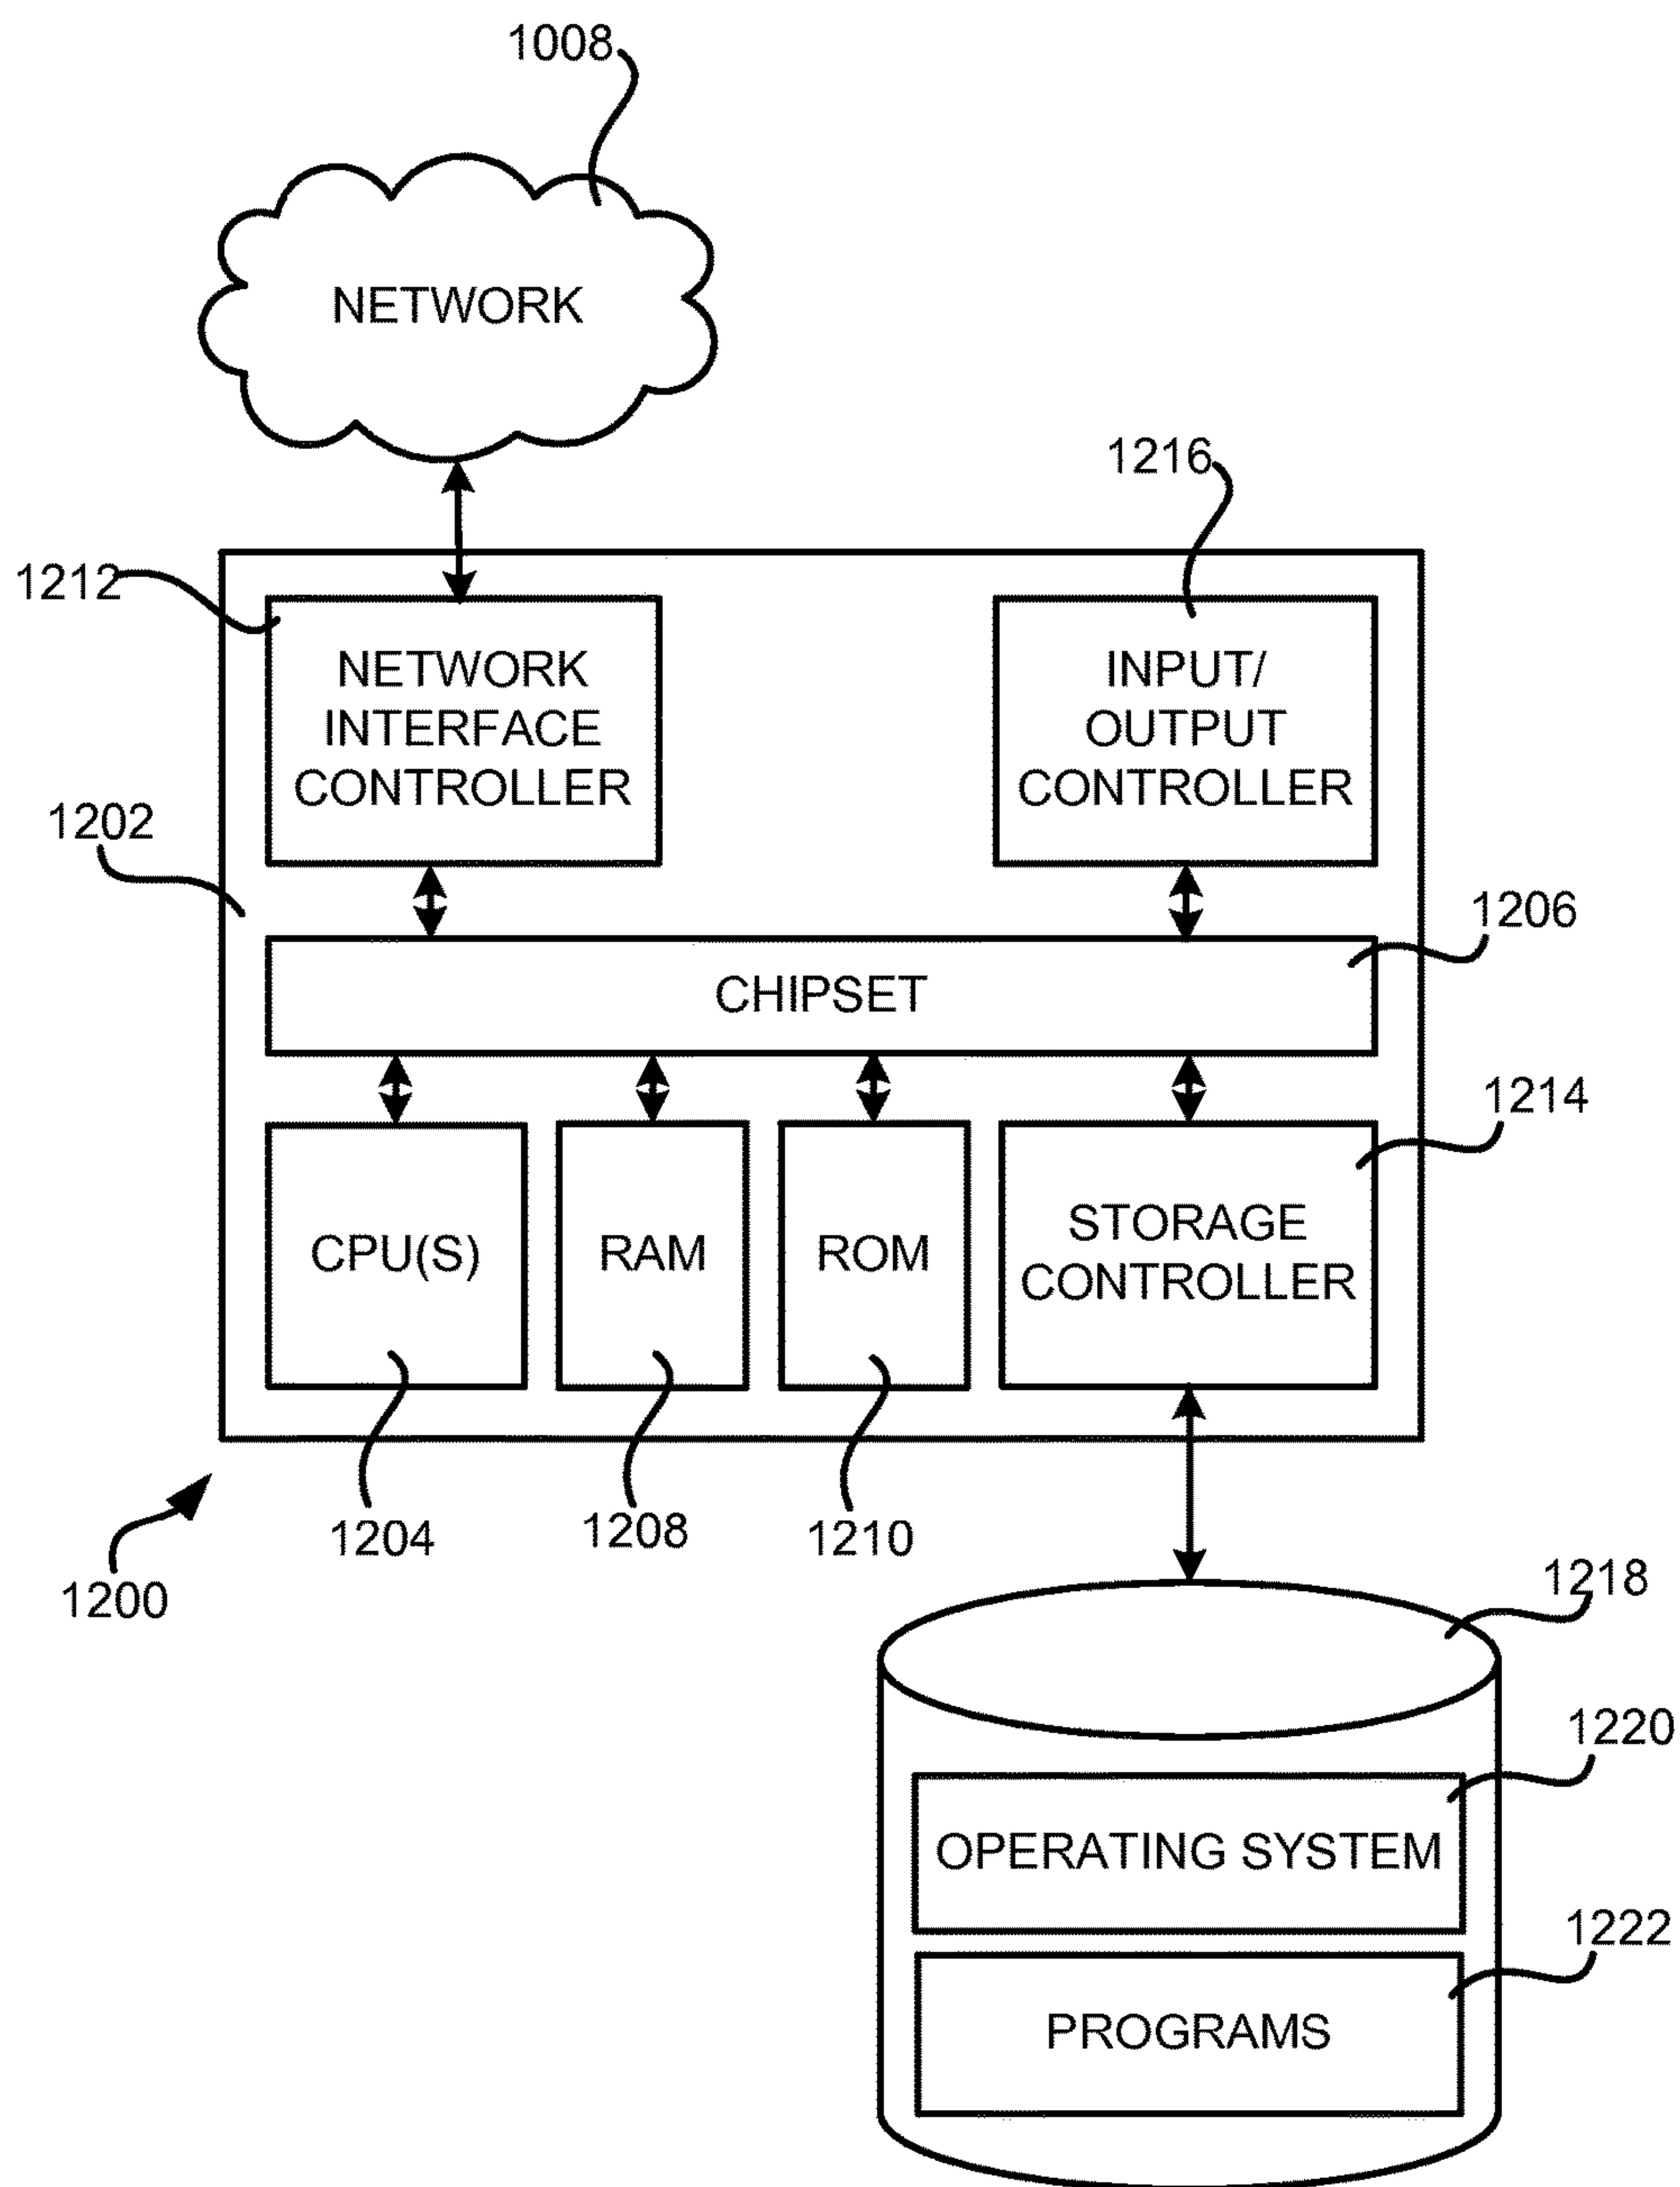 1008
NETWORK
1216
1212
NETWORK
INTERFACE
CONTROLLER
INPUT/
OUTPUT
CONTROLLER
1202
1206
CHIPSET
1214
CPU(S)
RAM
ROM
STORAGE
CONTROLLER
1204
1208
1210
1200
1218
1220
OPERATING SYSTEM
1222
PROGRAMS